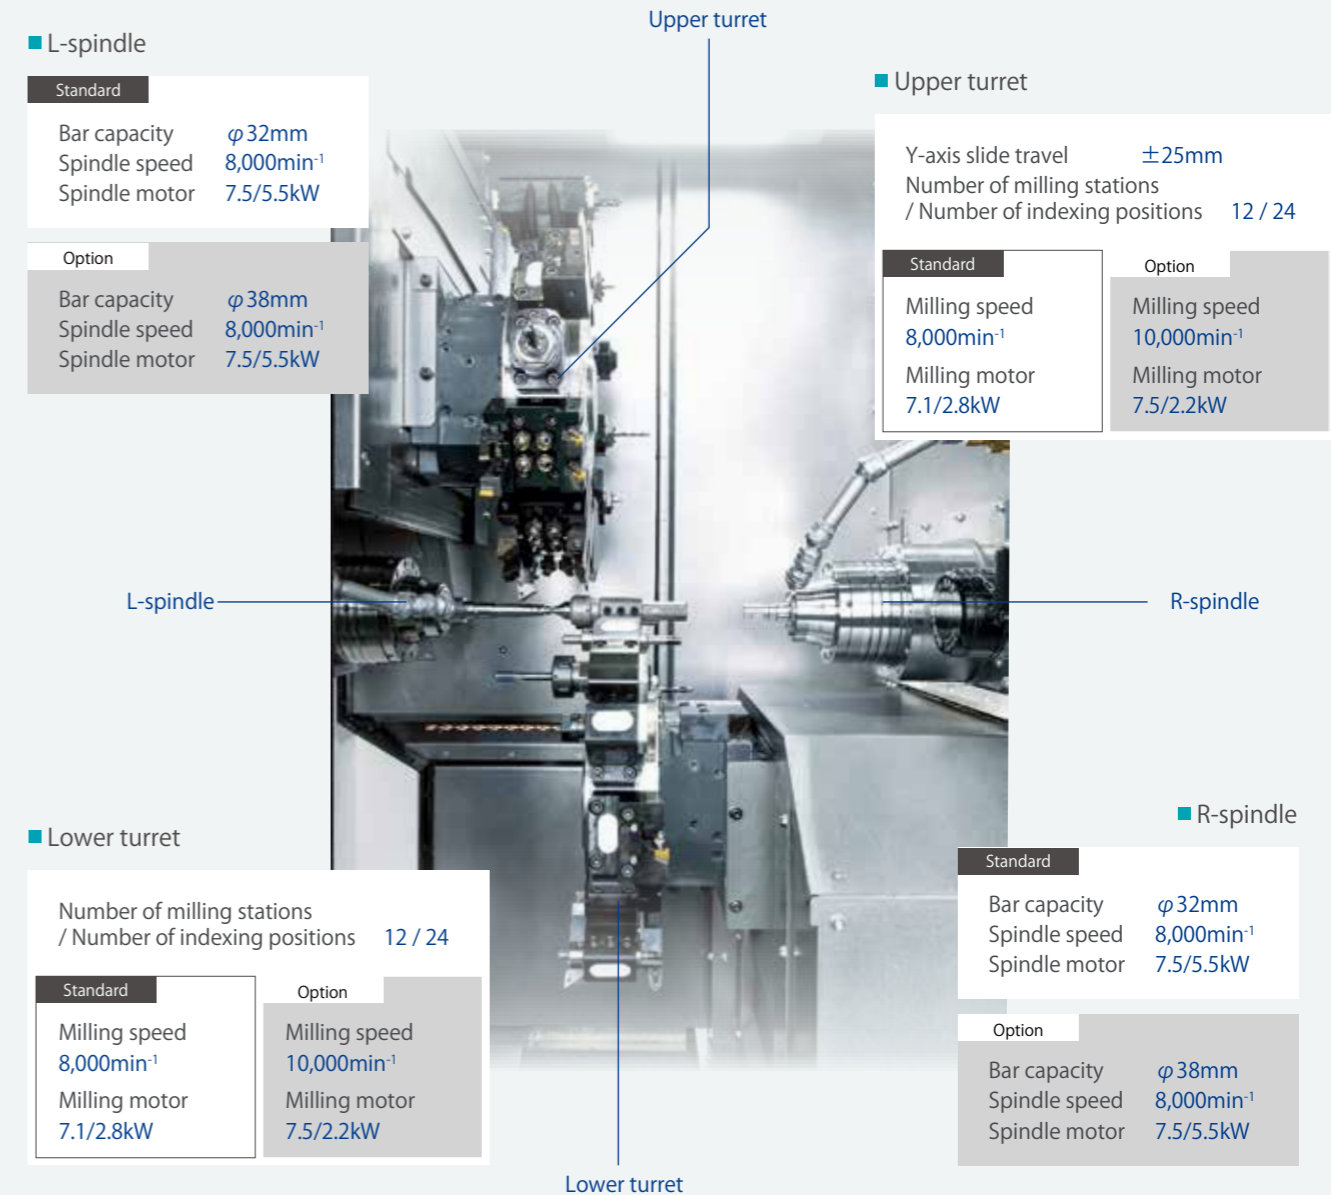 Upper turret
L-spindle
Standard
Bar capacity φ32mm
Spindle speed 8,000min⁻¹
Spindle motor 7.5/5.5kW
Option
Bar capacity φ38mm
Spindle speed 8,000min⁻¹
Spindle motor 7.5/5.5kW
Upper turret
Y-axis slide travel ±25mm
Number of milling stations
/ Number of indexing positions 12 / 24
Standard
Milling speed
8,000min⁻¹
Milling motor
7.1/2.8kW
Option
Milling speed
10,000min⁻¹
Milling motor
7.5/2.2kW
L-spindle
R-spindle
Lower turret
Number of milling stations
/ Number of indexing positions 12 / 24
Standard
Milling speed
8,000min⁻¹
Milling motor
7.1/2.8kW
Option
Milling speed
10,000min⁻¹
Milling motor
7.5/2.2kW
R-spindle
Standard
Bar capacity φ32mm
Spindle speed 8,000min⁻¹
Spindle motor 7.5/5.5kW
Option
Bar capacity φ38mm
Spindle speed 8,000min⁻¹
Spindle motor 7.5/5.5kW
Lower turret